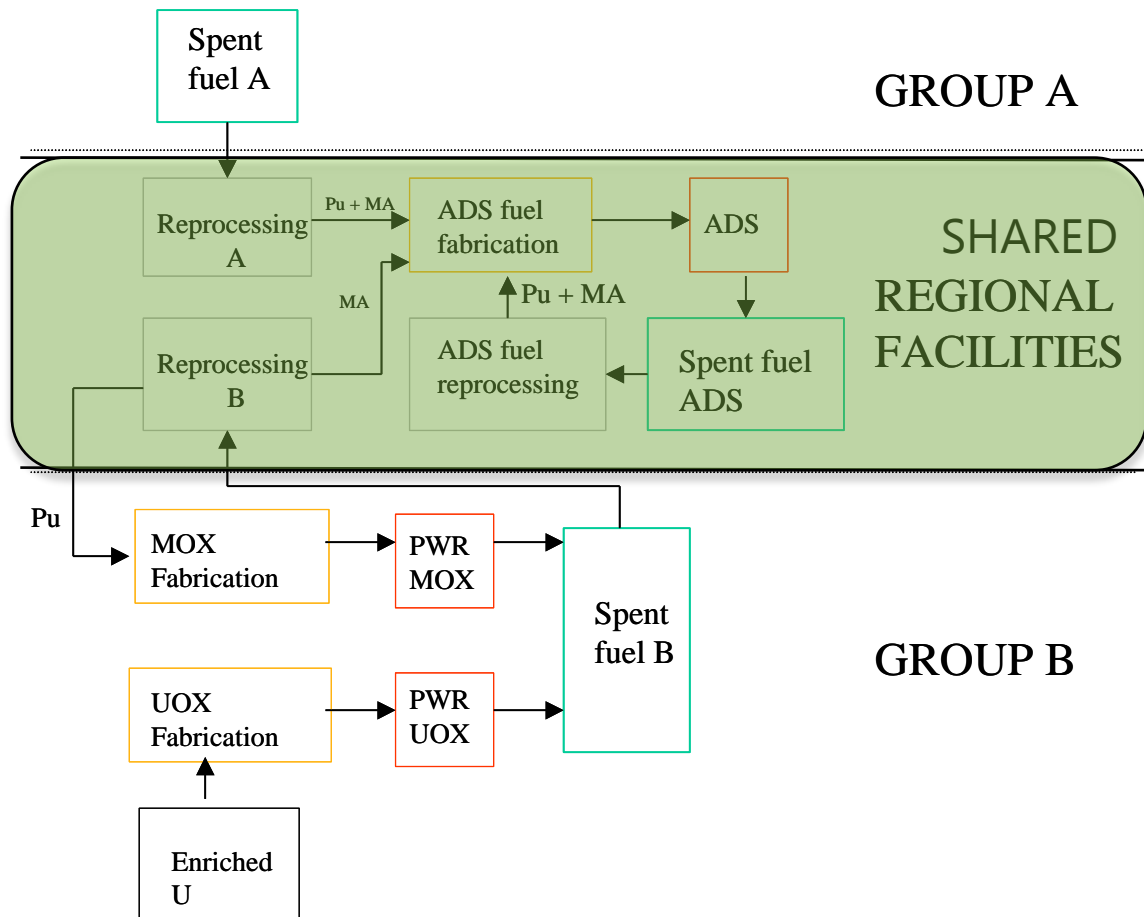 Spent
fuel A
GROUP A
Reprocessing
A
Pu + MA
ADS fuel
fabrication
ADS
SHARED
REGIONAL
FACILITIES
MA
Pu + MA
Reprocessing
B
ADS fuel
reprocessing
Spent fuel
ADS
Pu
MOX
Fabrication
PWR
MOX
Spent
fuel B
GROUP B
UOX
Fabrication
PWR
UOX
Enriched
U